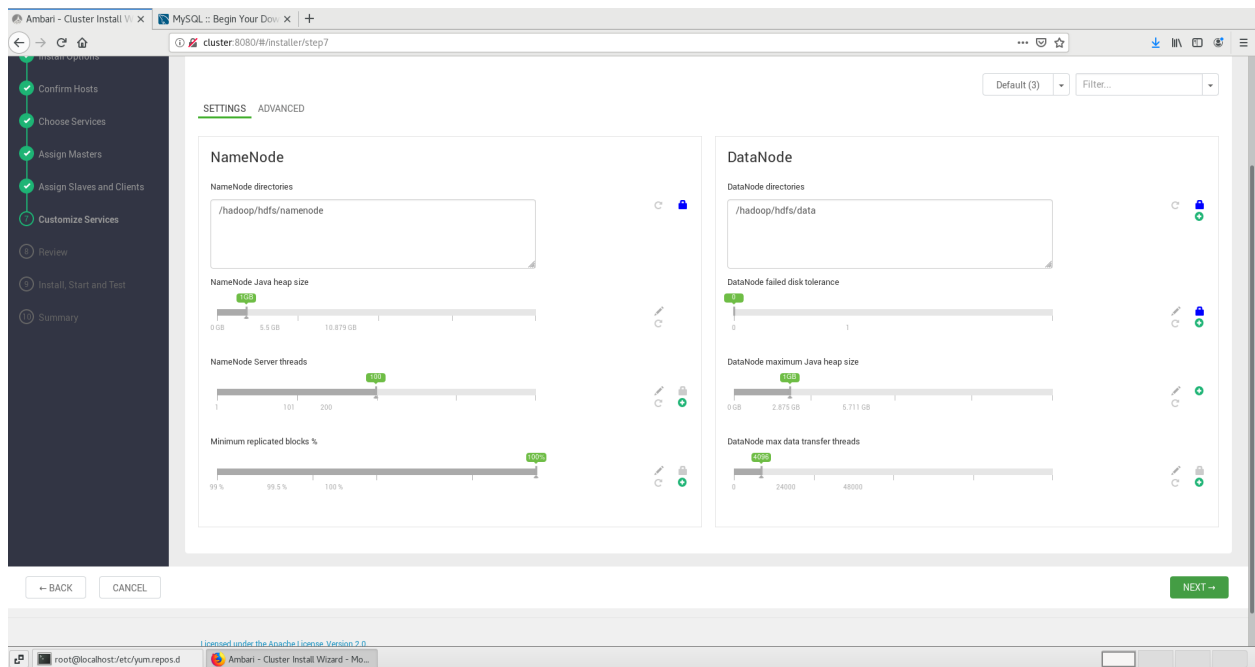 Ambari - Cluster Install W
MySQL :: Begin Your Dow
cluster:8080/#/installer/step7
Install Options
Confirm Hosts
Choose Services
Assign Masters
Assign Slaves and Clients
7 Customize Services
8 Review
9 Install, Start and Test
10 Summary
Default (3)
Filter...
SETTINGS ADVANCED
NameNode
NameNode directories
/hadoop/hdfs/namenode
NameNode Java heap size
1GB
0 GB 5.5 GB 10.879 GB
NameNode Server threads
100
1 101 200
Minimum replicated blocks %
100%
99 % 99.5 % 100 %
DataNode
DataNode directories
/hadoop/hdfs/data
DataNode failed disk tolerance
0
0 1
DataNode maximum Java heap size
1GB
0 GB 2.875 GB 5.711 GB
DataNode max data transfer threads
4096
0 24000 48000
← BACK
CANCEL
NEXT →
Licensed under the Apache License, Version 2.0.
root@localhost:/etc/yum.repos.d
Ambari - Cluster Install Wizard - Mo...